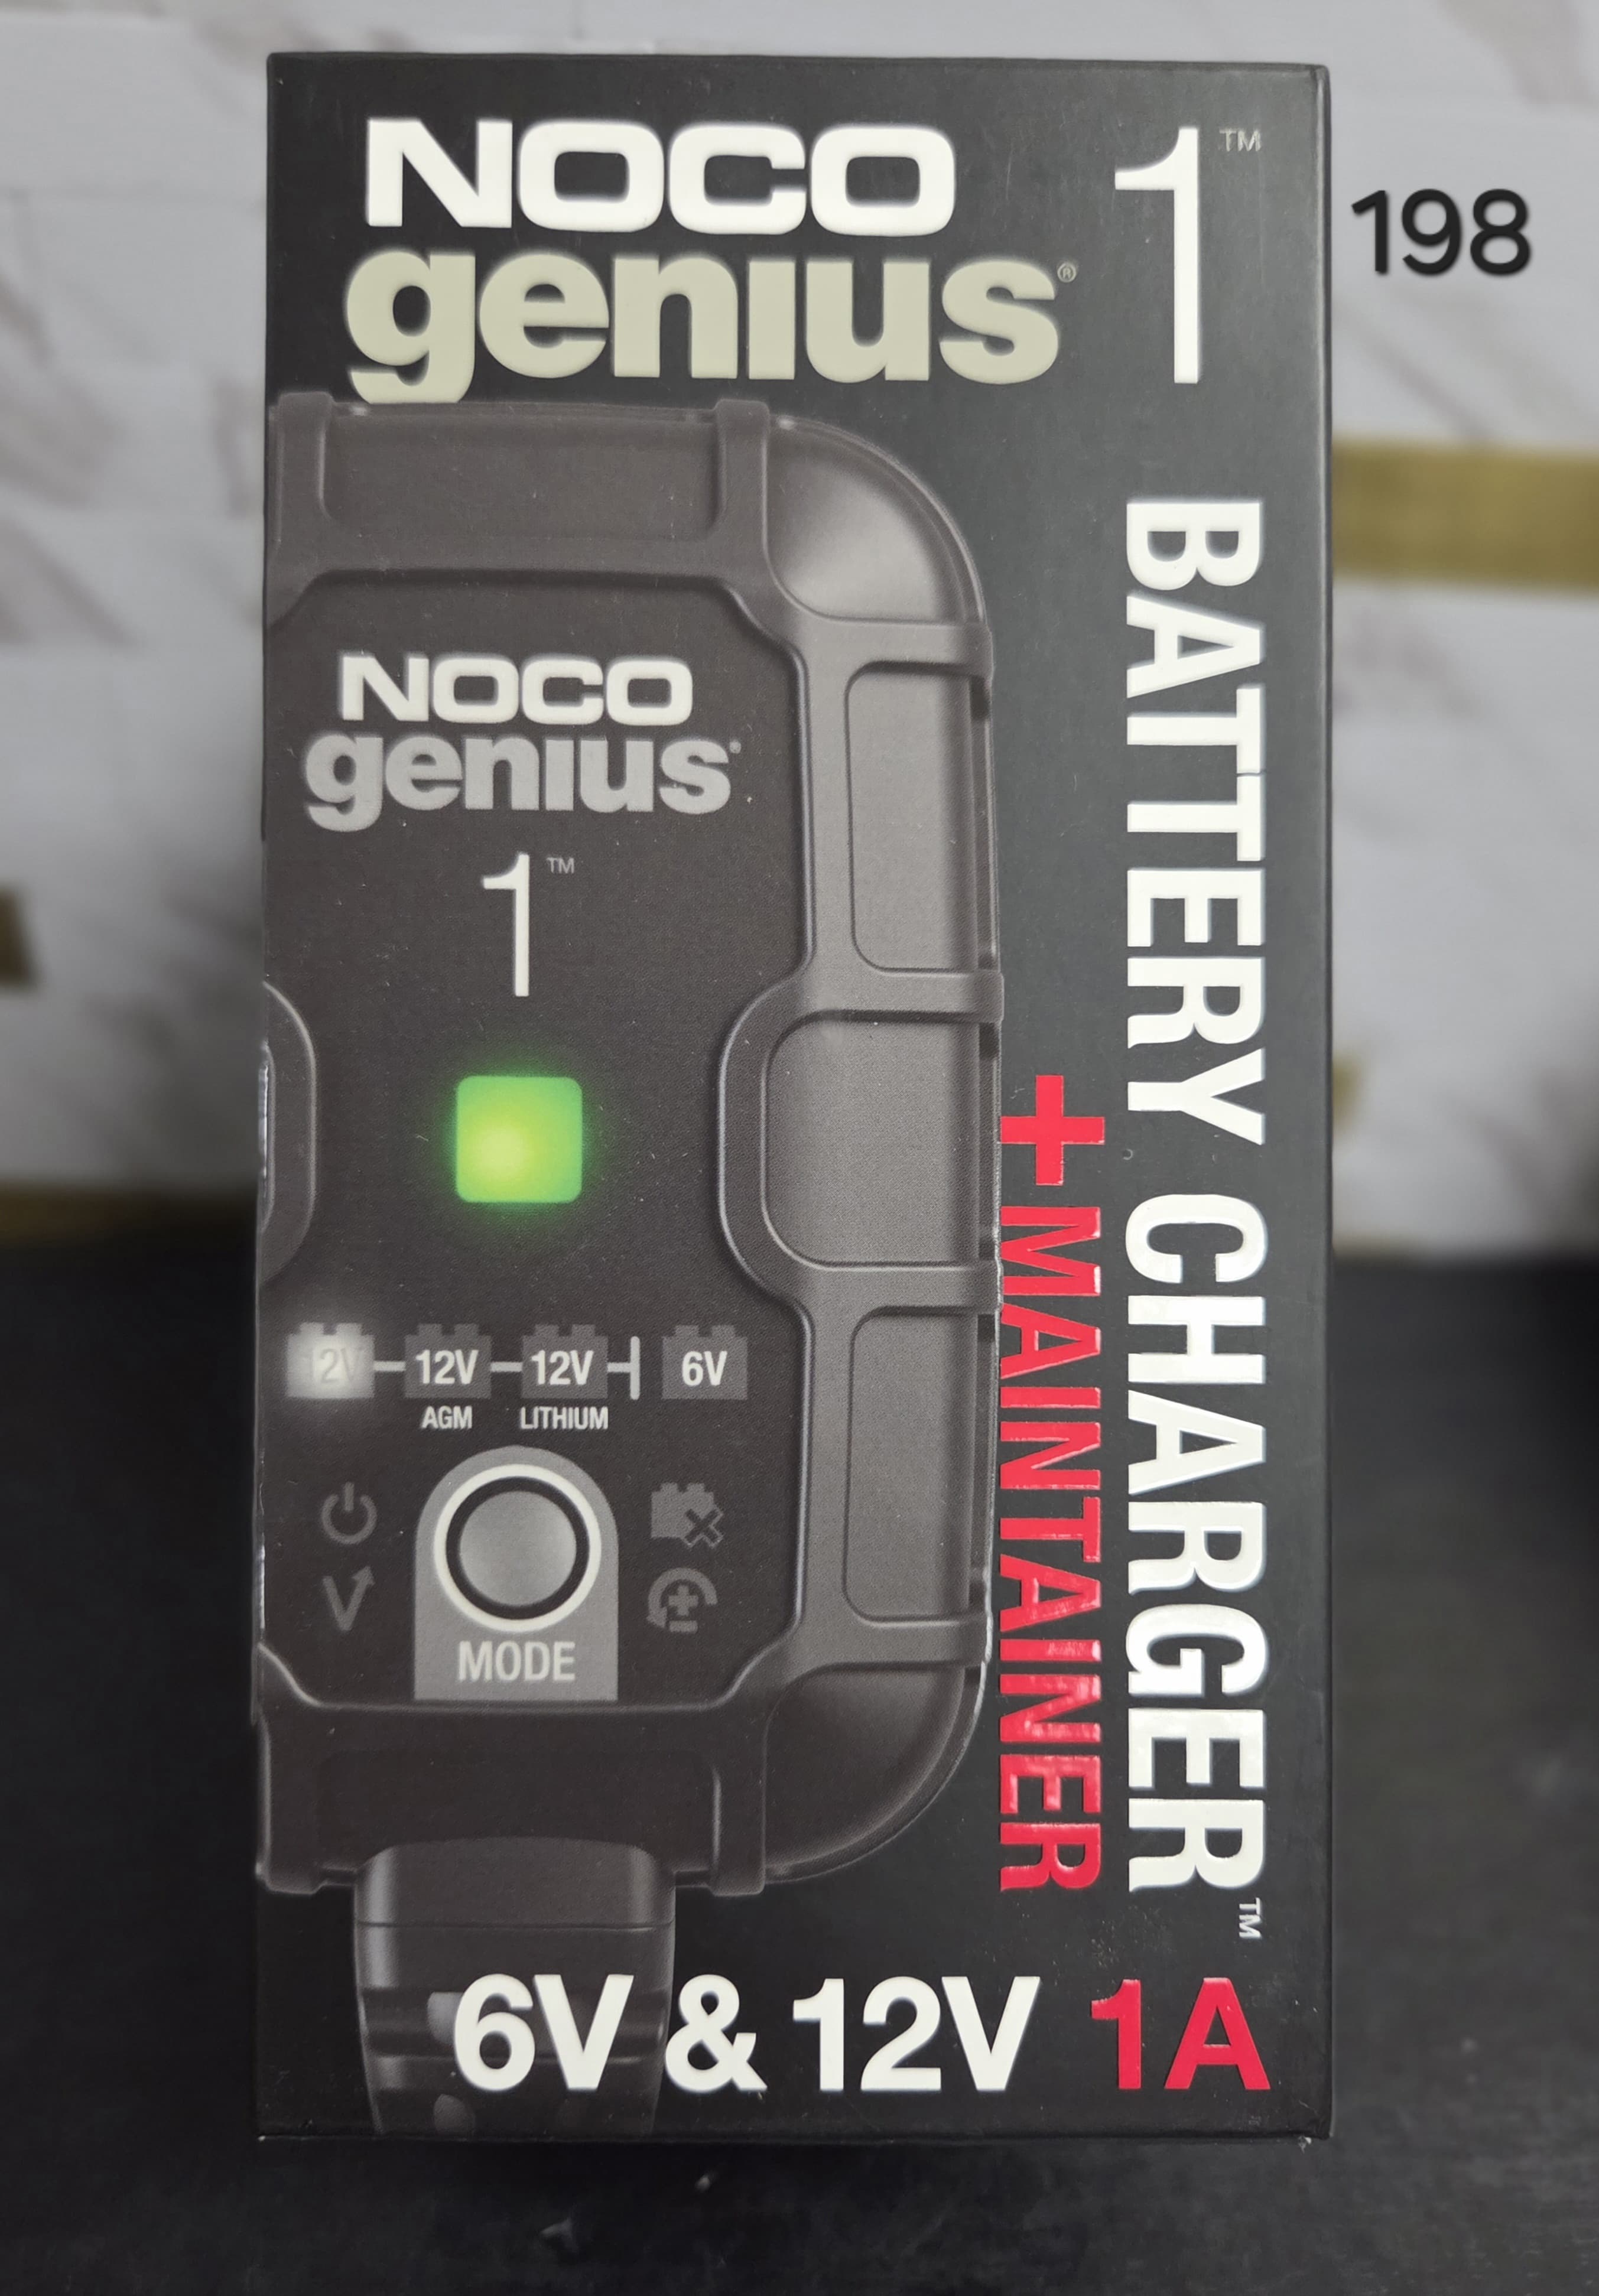 NOCO
genius®
1™
198
BATTERY CHARGER™
+ MAINTAINER
NOCO
genius
1™
12V 12V 6V
AGM LITHIUM
MODE
6V & 12V 1A